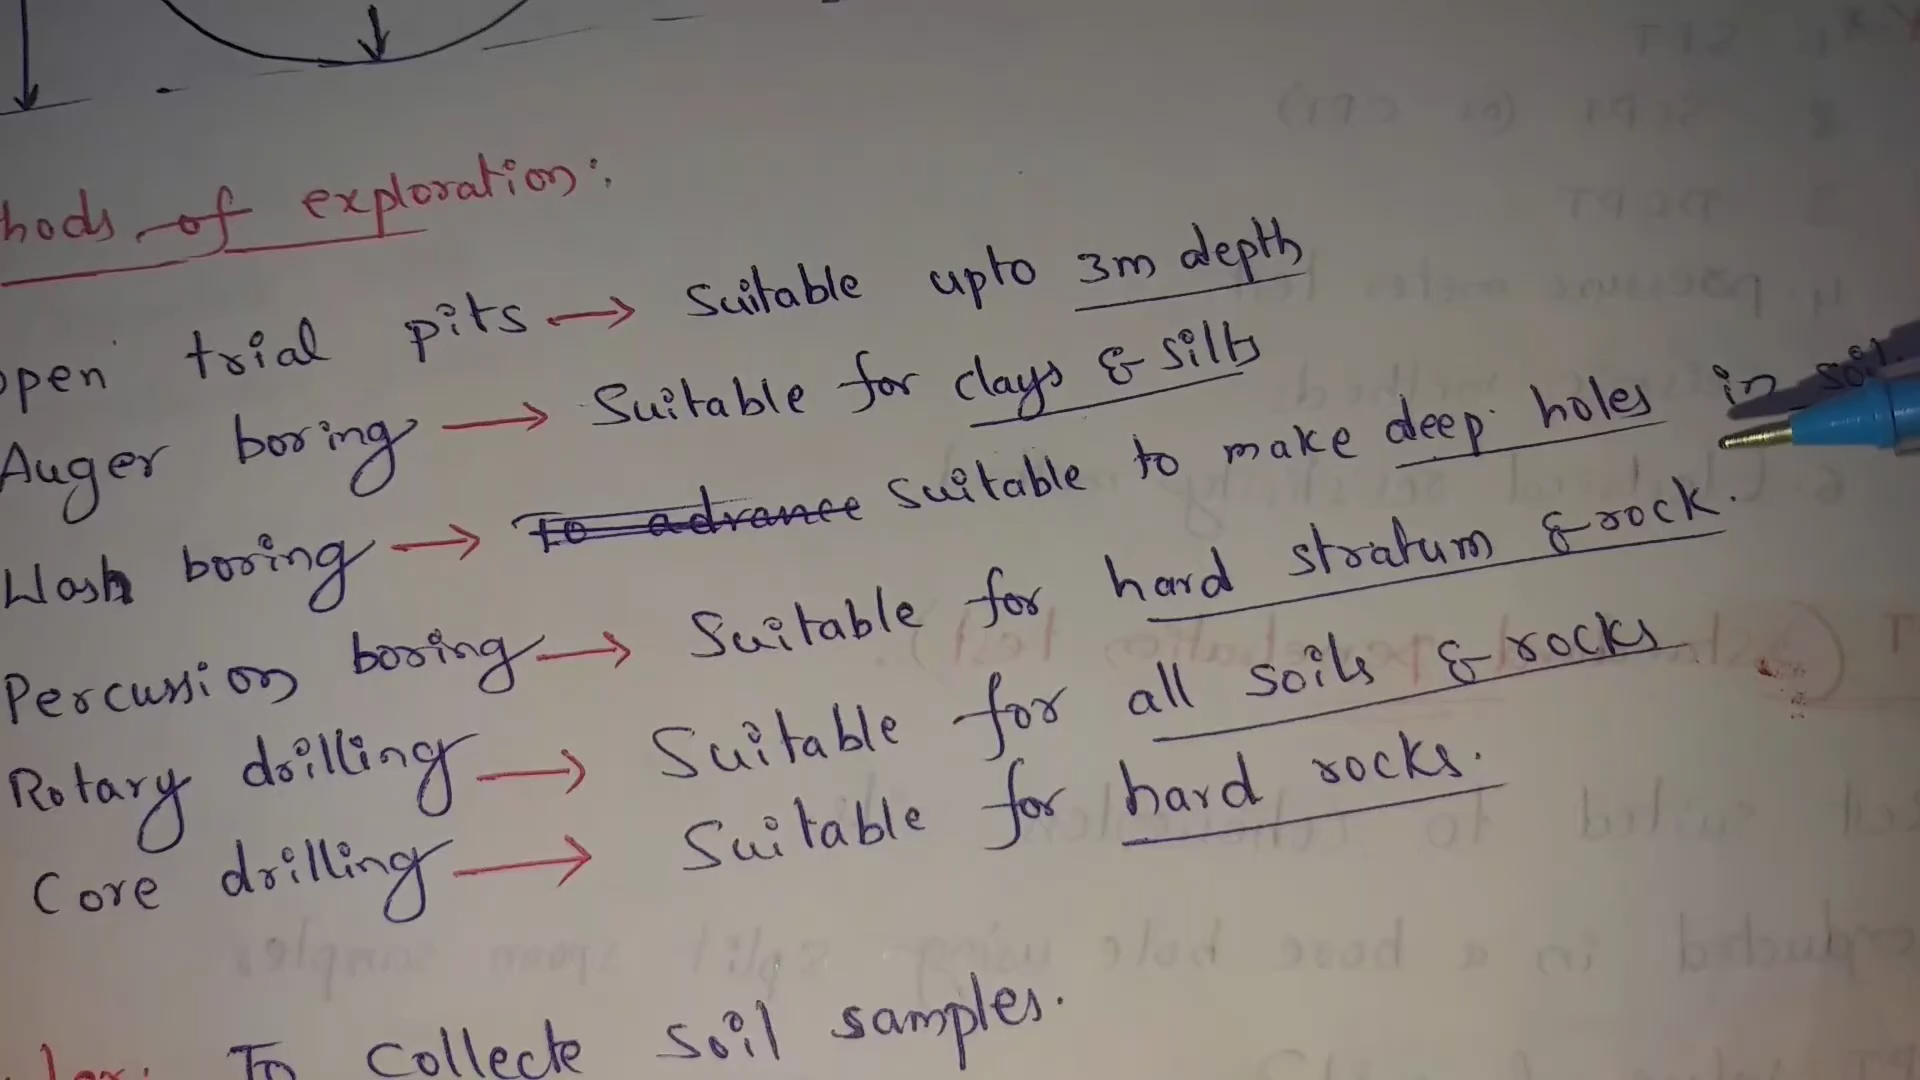 hods of exploration:
open trial pits → Suitable upto 3m depth
Auger boring → Suitable for clays & silts
Wash boring → To advance suitable to make deep holes in soil.
Percussion boring → Suitable for hard stratum & rock.
Rotary drilling → Suitable for all soils & rocks
Core drilling → Suitable for hard rocks.
To Collecte soil samples.